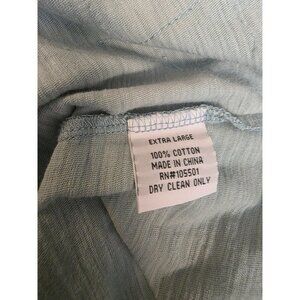 EXTRA LARGE
100% COTTON
MADE IN CHINA
RN#105501
DRY CLEAN ONLY